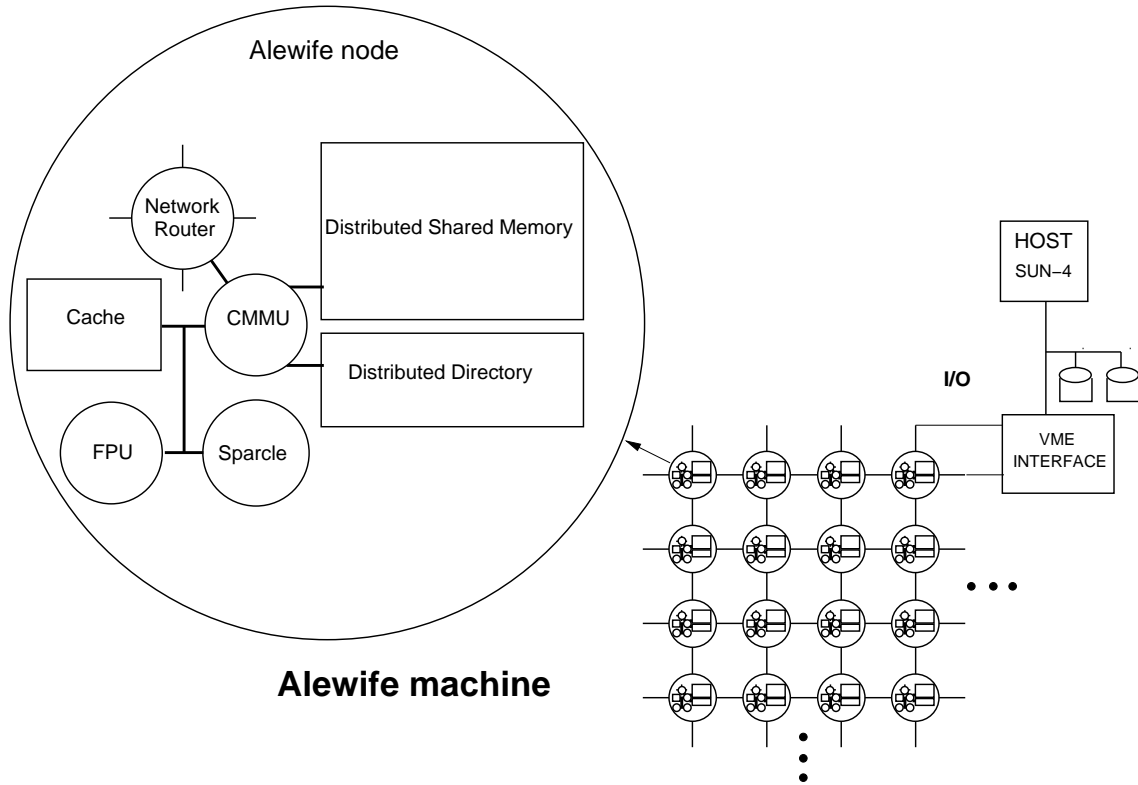 Alewife node
Network
Router
Distributed Shared Memory
HOST
SUN–4
Cache
CMMU
Distributed Directory
I/O
FPU
Sparcle
VME
INTERFACE
Alewife machine